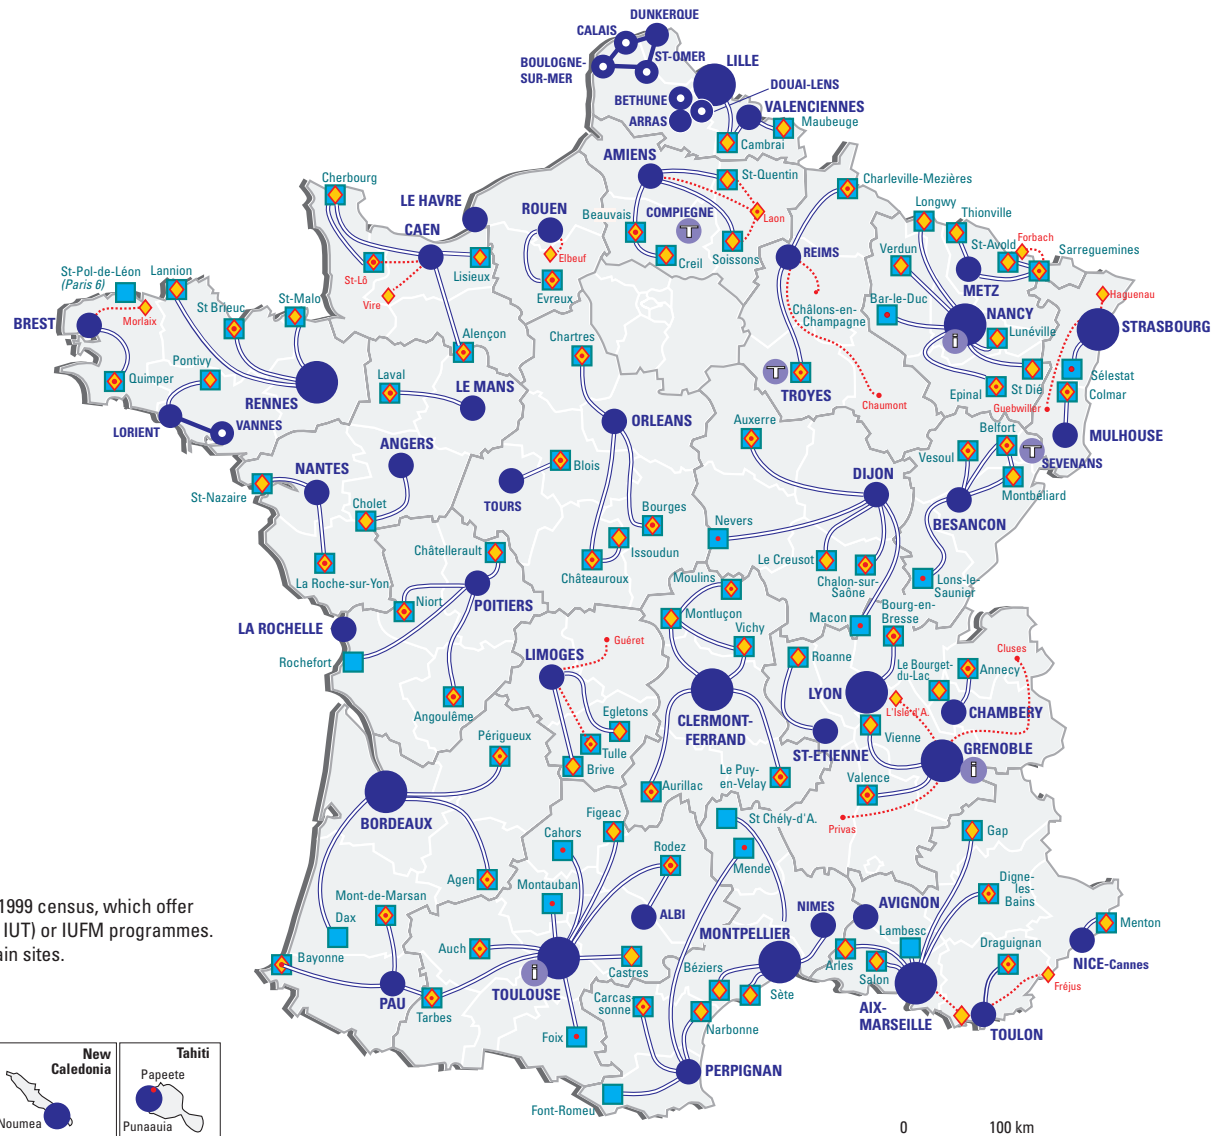 DUNKERQUE
CALAIS
ST-OMER
BOULOGNE-
SUR-MER
LILLE
DOUAI-LENS
BETHUNE
VALENCIENNES
ARRAS
Maubeuge
Cambrai
AMIENS
St-Quentin
Cherbourg
Charleville-Mezières
LE HAVRE
ROUEN
Beauvais
COMPIEGNE
T
Laon
Longwy
Thionville
CAEN
Forbach
St-Avold
Sarreguemines
Verdun
REIMS
Elbeuf
Creil
Soissons
St-Lô
Lisieux
METZ
St-Pol-de-Léon
(Paris 6)
Lannion
Vire
Evreux
Châlons-en-
Champagne
Bar-le-Duc
Haguenau
St Brieuc
St-Malo
NANCY
i
STRASBOURG
BREST
Morlaix
Lunéville
Alençon
Chartres
Pontivy
Laval
LE MANS
T
TROYES
Sélestat
Quimper
RENNES
Epinal
St Dié
Colmar
Chaumont
Guebwiller
LORIENT
VANNES
ORLEANS
Auxerre
Belfort
MULHOUSE
ANGERS
Vesoul
T
SEVENANS
NANTES
Blois
DIJON
St-Nazaire
TOURS
Montbéliard
Cholet
Bourges
BESANCON
Nevers
Issoudun
Châtellerault
Le Creusot
La Roche-sur-Yon
Châteauroux
Moulins
Chalon-sur-
Saône
Lons-le-
Saunier
Niort
POITIERS
Montluçon
Bourg-en-
Bresse
Macon
LA ROCHELLE
Vichy
Guéret
Cluses
LIMOGES
Roanne
Rochefort
Le Bourget-
du-Lac
Annecy
LYON
L'Isle d'A.
Angoulême
Egletons
CLERMONT-
FERRAND
CHAMBERY
Vienne
Périgueux
Tulle
ST-ETIENNE
GRENOBLE
i
Brive
Le Puy-
en-Velay
Valence
Aurillac
BORDEAUX
Figeac
St Chély-d'A.
Privas
Cahors
Gap
Rodez
Mende
Agen
Montauban
Digne-
les-
Bains
1999 census, which offer
IUT) or IUFM programmes.
ain sites.
Mont-de-Marsan
Dax
ALBI
NIMES
AVIGNON
Menton
MONTPELLIER
Lambesc
Draguignan
Auch
Bayonne
Castres
Béziers
Arles
NICE-Cannes
Salon
Fréjus
TOULOUSE
i
Carcas
sonne
Sète
PAU
Tarbes
AIX-
MARSEILLE
Narbonne
TOULON
Foix
New
Caledonia
Tahiti
PERPIGNAN
Papeete
Font-Romeu
Noumea
Punaauia
0
100 km